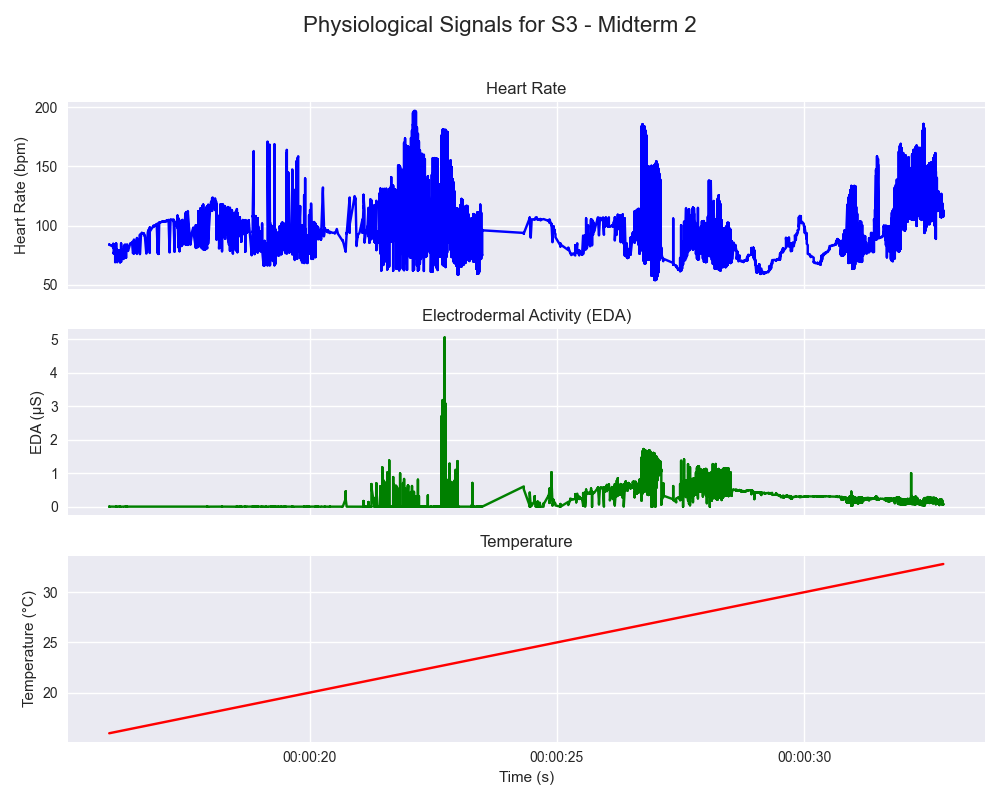 Physiological Signals for S3 - Midterm 2
Heart Rate
Heart Rate (bpm)
200
150
100
50
Electrodermal Activity (EDA)
EDA (μS)
5
4
3
2
1
0
Temperature
Temperature (°C)
30
25
20
00:00:20 00:00:25 00:00:30
Time (s)